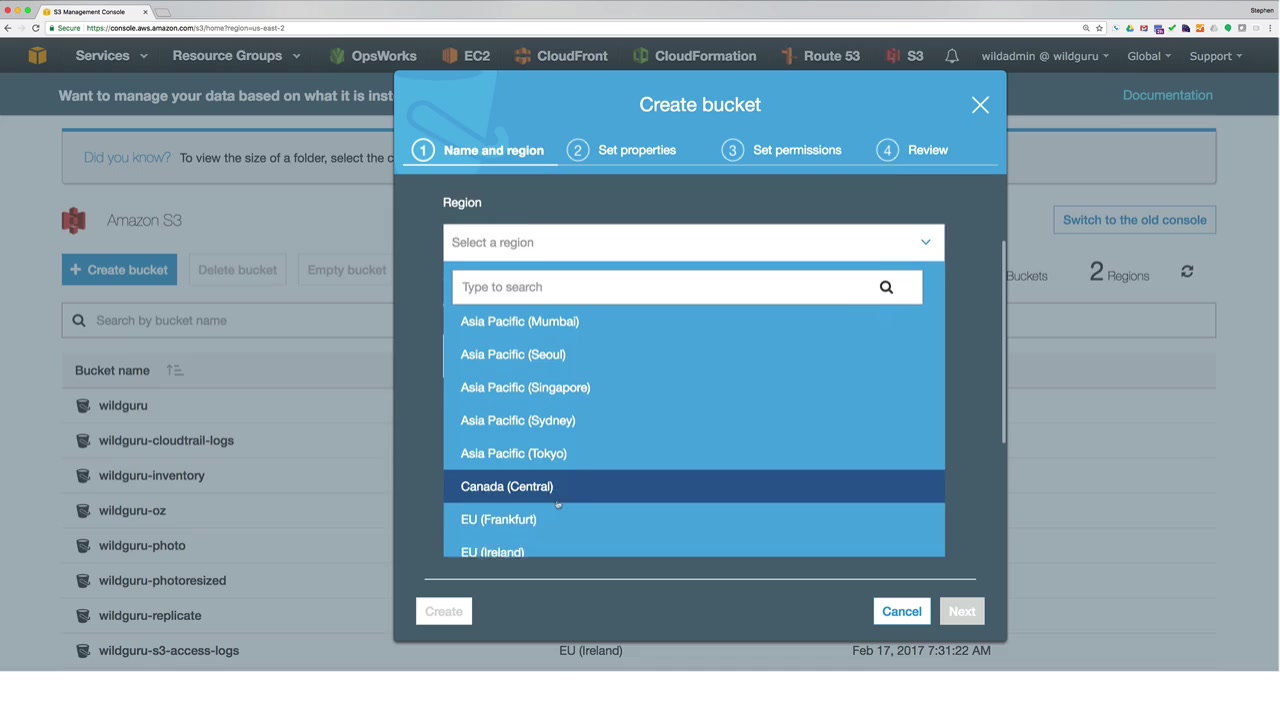 S3 Management Console
Stephen
Secure https://console.aws.amazon.com/s3/home?region=us-east-2
Services Resource Groups OpsWorks EC2 CloudFront CloudFormation Route 53 S3 wildadmin @ wildguru Global Support
Want to manage your data based on what it is inst
Documentation
Create bucket
1 Name and region 2 Set properties 3 Set permissions 4 Review
Did you know? To view the size of a folder, select the c
Region
Amazon S3
Switch to the old console
Select a region
Create bucket Delete bucket Empty bucket
Buckets 2 Regions
Type to search
Search by bucket name
Asia Pacific (Mumbai)
Asia Pacific (Seoul)
Asia Pacific (Singapore)
Asia Pacific (Sydney)
Asia Pacific (Tokyo)
Canada (Central)
EU (Frankfurt)
EU (Ireland)
Bucket name
wildguru
wildguru-cloudtrail-logs
wildguru-inventory
wildguru-oz
wildguru-photo
wildguru-photoresized
wildguru-replicate
wildguru-s3-access-logs EU (Ireland) Feb 17, 2017 7:31:22 AM
Create Cancel Next